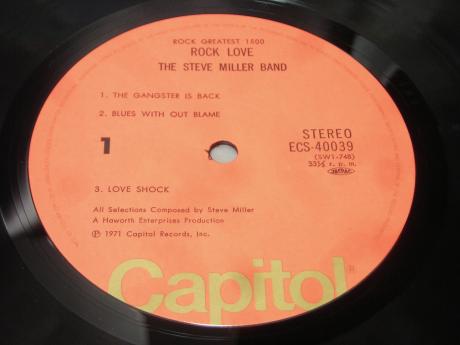 ROCK GREATEST 1500
ROCK LOVE
THE STEVE MILLER BAND
1. THE GANGSTER IS BACK
2. BLUES WITH OUT BLAME
1
STEREO
ECS-40039
(SW1-748)
33⅓ r. p. m.
JASRAC
3. LOVE SHOCK
All Selections Composed by Steve Miller
A Haworth Enterprises Production
Ⓟ 1971 Capitol Records, Inc.
Capitol®